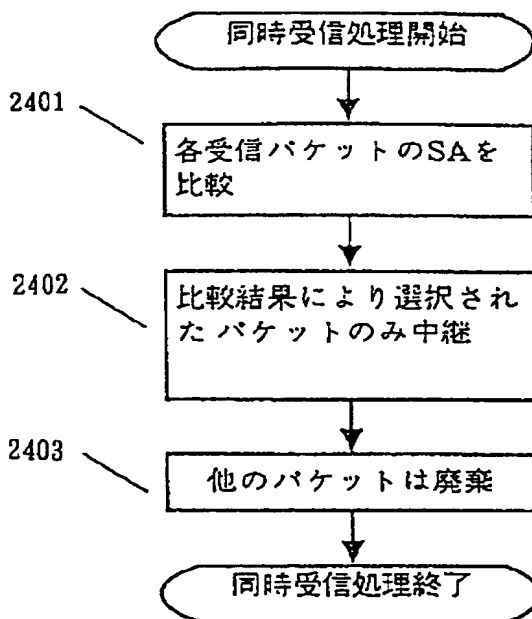 同時受信処理開始
2401
各受信パケットのSAを
比較
2402
比較結果により選択され
たパケットのみ中継
2403
他のパケットは廃棄
同時受信処理終了